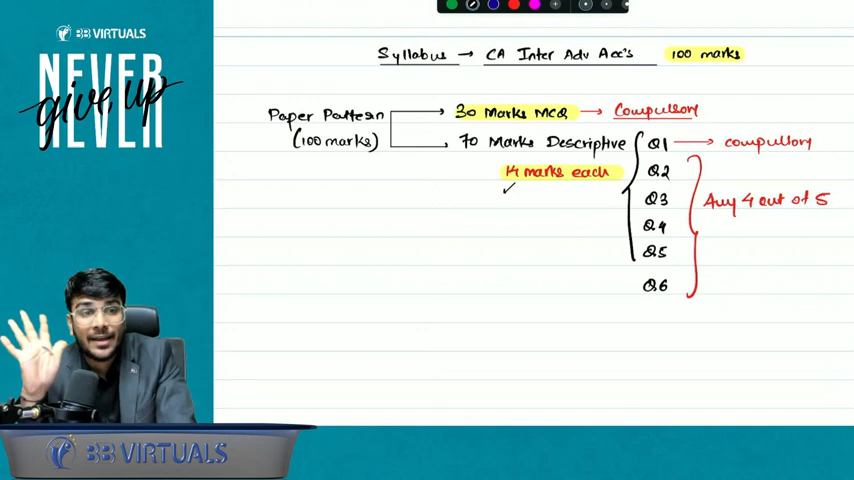 BB VIRTUALS
NEVER
give up
NEVER
Syllabus → CA Inter Adv Acc's 100 marks
Paper Pattern
(100 marks)
30 Marks MCQ → Compulsory
70 Marks Descriptive
14 marks each
Q1 → compullory
Q2
Q3
Q4
Q5
Q6
Any 4 out of 5
BB VIRTUALS